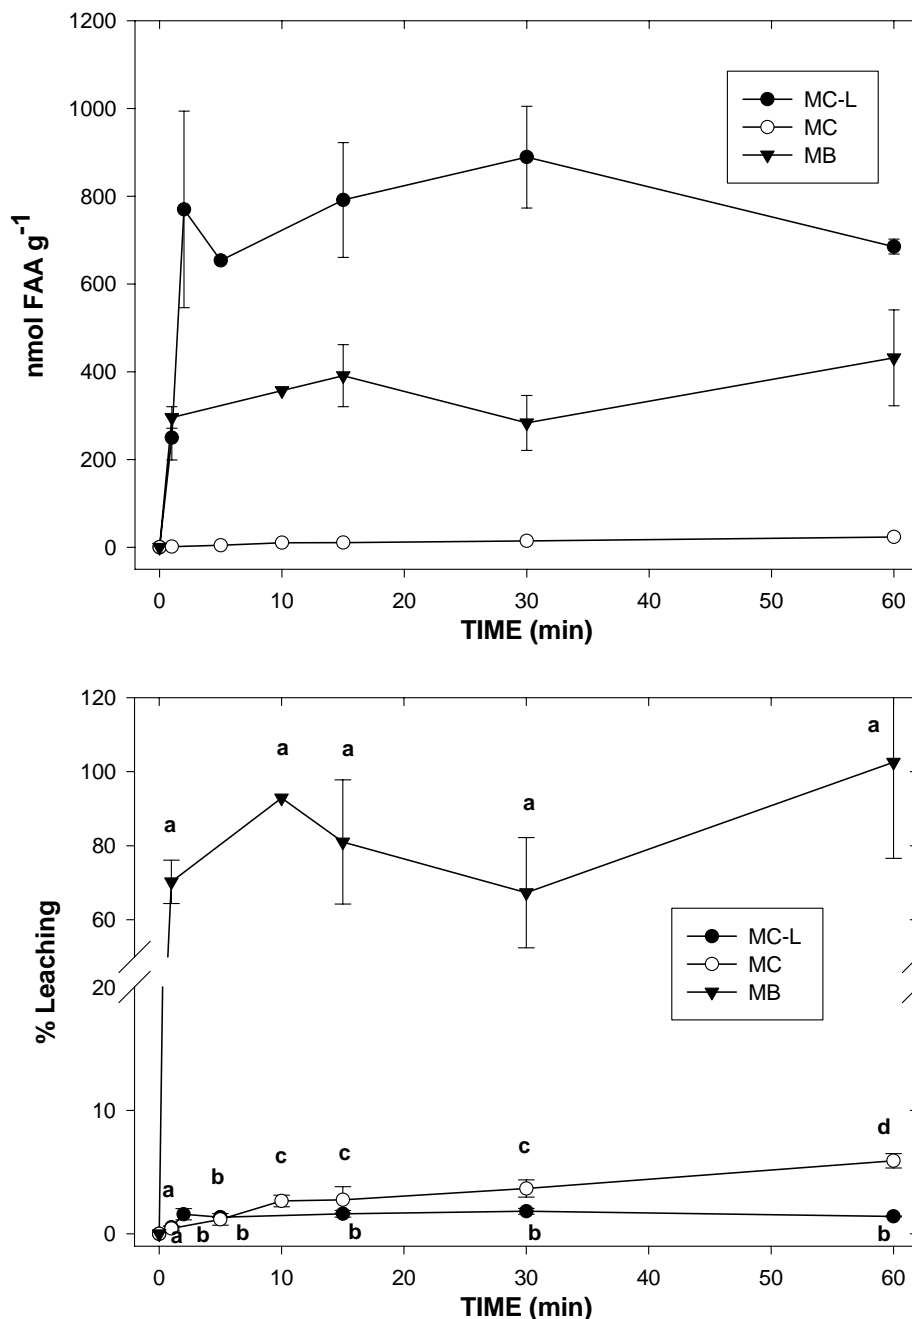 1200
1000
800
600
400
200
0
nmol FAA g-1
MC-L
MC
MB
0 10 20 30 40 50 60
TIME (min)
120
100
80
60
20
10
0
% Leaching
a a a a a
MC-L
MC
MB
a b c c c d
a b b b b b
0 10 20 30 40 50 60
TIME (min)